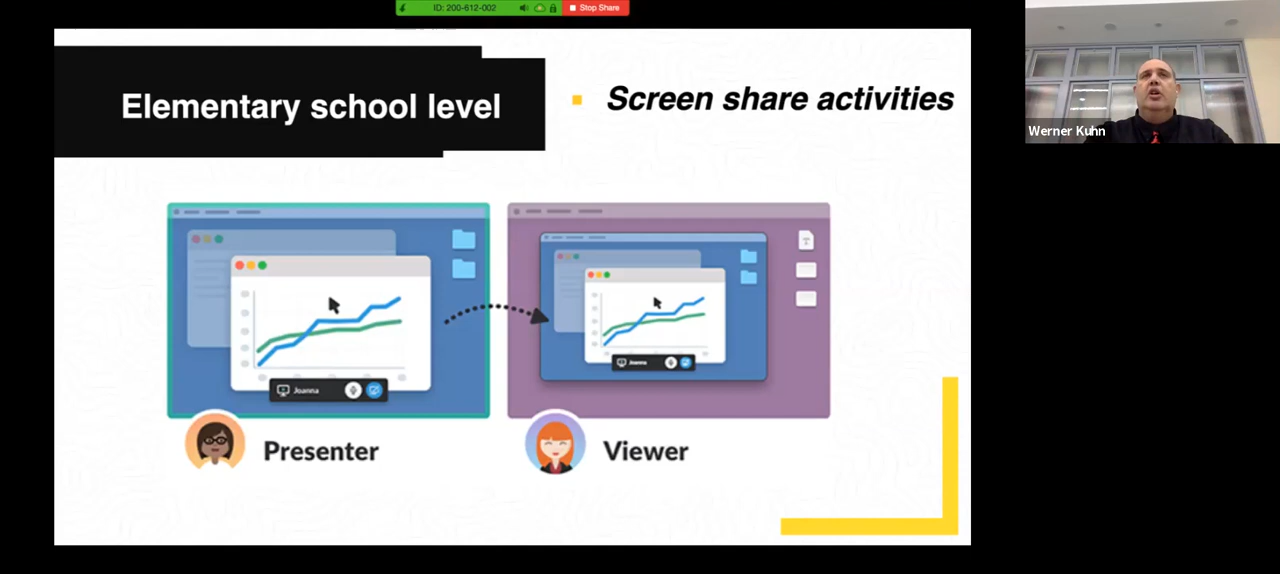 ID: 200-612-002
Stop Share
Elementary school level
Screen share activities
Werner Kuhn
Joanna
Joanna
Presenter
Viewer